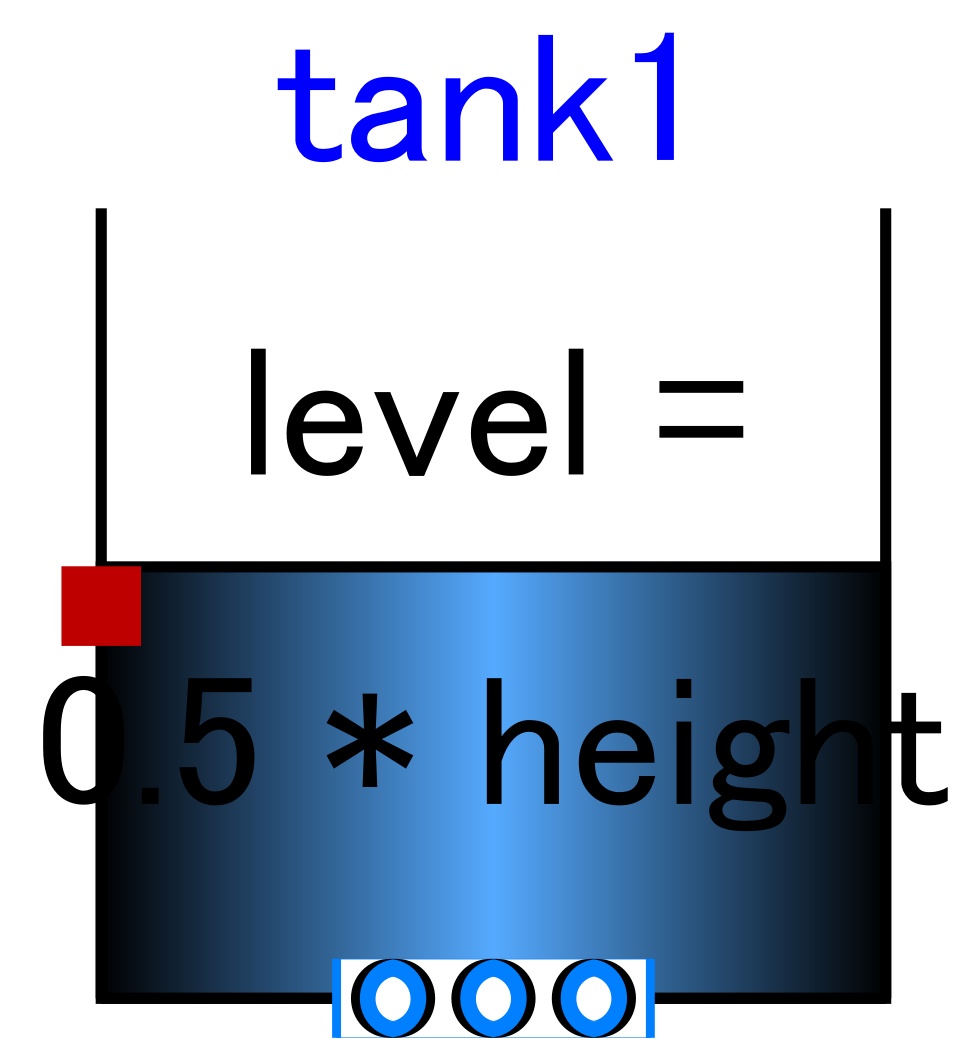 tank1
level =
0.5 * height